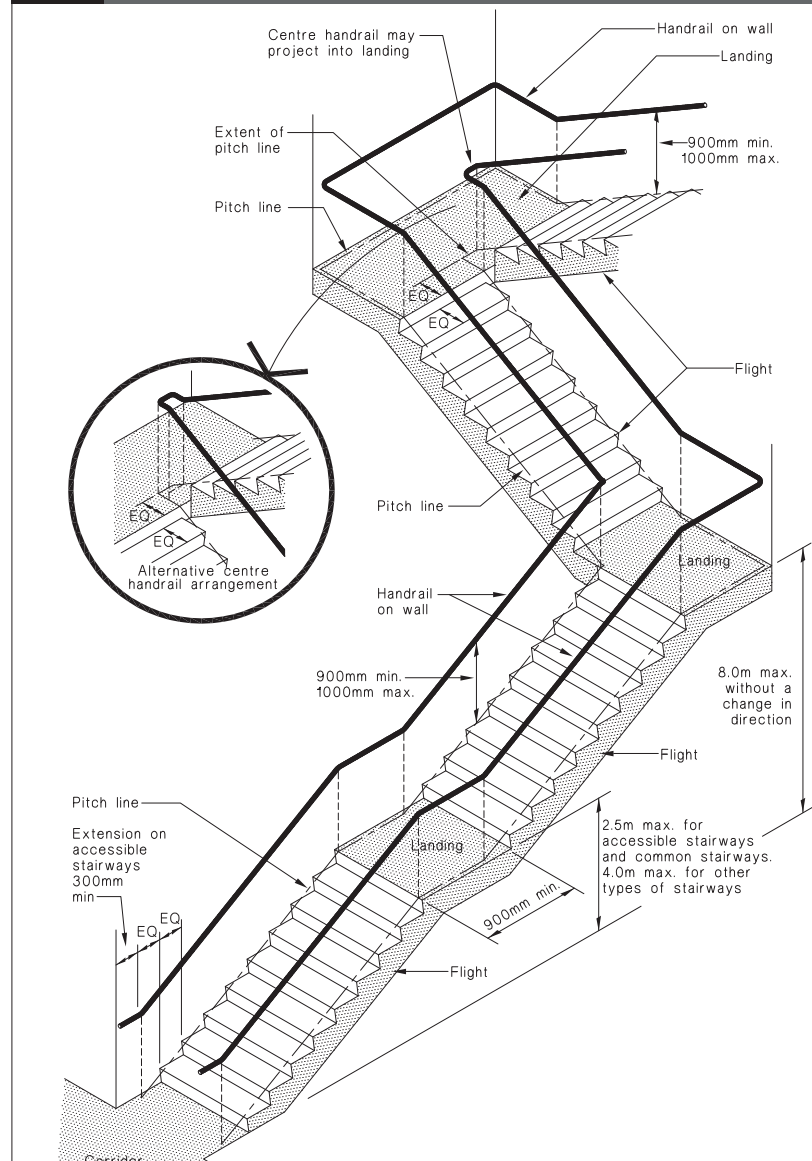 Centre handrail may
project into landing
Handrail on wall
Landing
Extent of
pitch line
900mm min.
1000mm max.
Pitch line
EQ
EQ
Flight
EQ
EQ
Alternative centre
handrail arrangement
Pitch line
Landing
Handrail
on wall
900mm min.
1000mm max.
8.0m max.
without a
change in
direction
Flight
Pitch line
Extension on
accessible
stairways
300mm
min
EQ
EQ
Landing
2.5m max. for
accessible stairways
and common stairways.
4.0m max. for other
types of stairways
900mm min.
Flight
Corridor